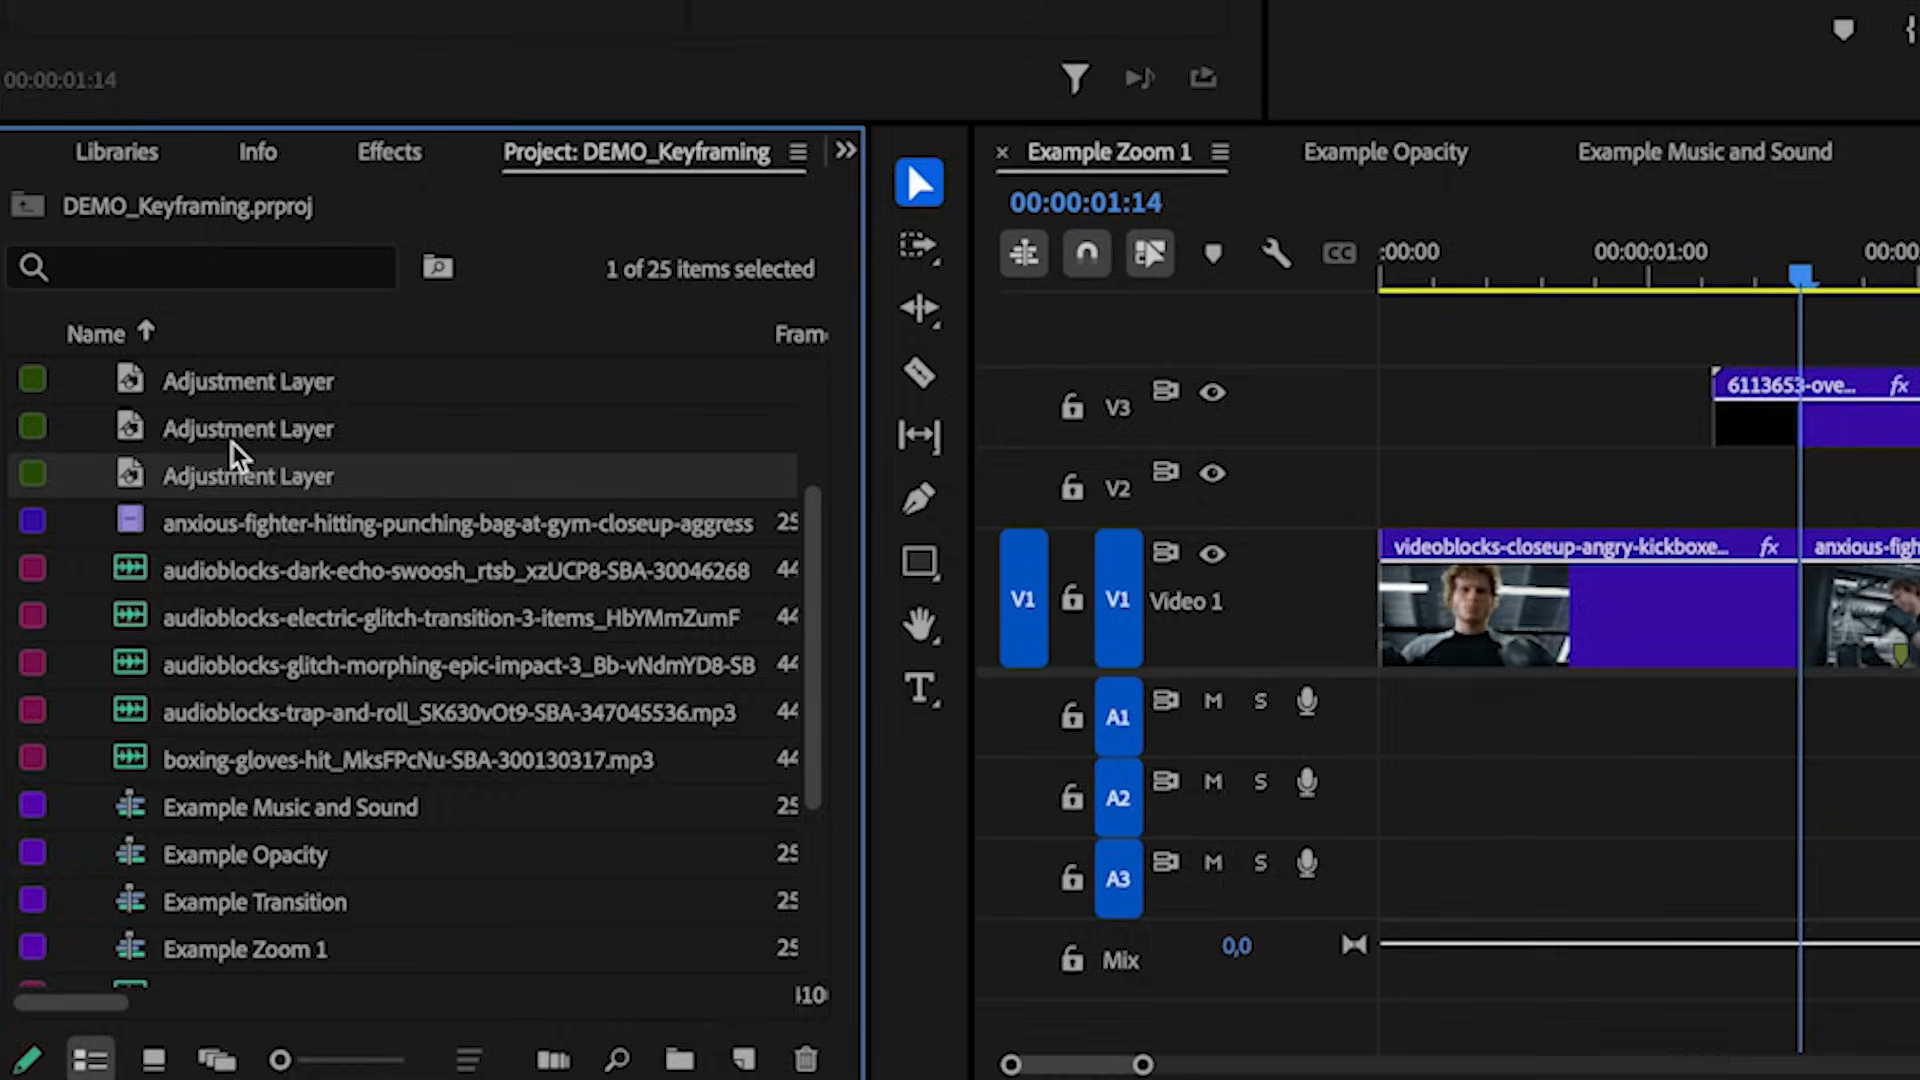 00:00:01:14
Libraries
Info
Effects
Project: DEMO_Keyframing
DEMO_Keyframing.prproj
1 of 25 items selected
Name
Fram
Adjustment Layer
Adjustment Layer
Adjustment Layer
anxious-fighter-hitting-punching-bag-at-gym-closeup-aggress 25
audioblocks-dark-echo-swoosh_rtsb_xzUCP8-SBA-30046268 44
audioblocks-electric-glitch-transition-3-items_HbYMmZumF 44
audioblocks-glitch-morphing-epic-impact-3_Bb-vNdmYD8-SB 44
audioblocks-trap-and-roll_SK630vOt9-SBA-347045536.mp3 44
boxing-gloves-hit_MksFPcNu-SBA-300130317.mp3 44
Example Music and Sound 25
Example Opacity 25
Example Transition 25
Example Zoom 1 25
Example Zoom 1
Example Opacity
Example Music and Sound
00:00:01:14
CC
:00:00
00:00:01:00
00:00
V3
6113653-ove... fx
V2
V1
V1
Video 1
videoblocks-closeup-angry-kickboxe... fx
anxious-figh
A1 M S
A2 M S
A3 M S
Mix
0,0